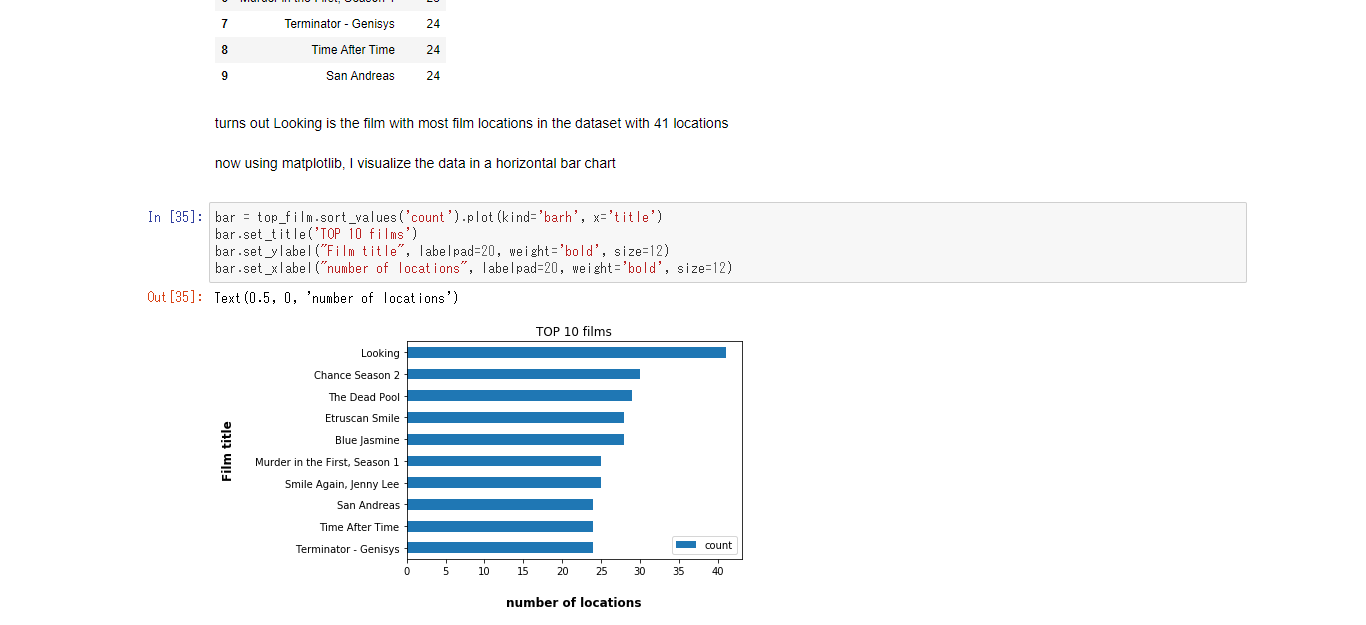 7 Terminator - Genisys 24
8 Time After Time 24
9 San Andreas 24
turns out Looking is the film with most film locations in the dataset with 41 locations
now using matplotlib, I visualize the data in a horizontal bar chart
In [35]: bar = top_film.sort_values('count').plot(kind='barh', x='title')
bar.set_title('TOP 10 films')
bar.set_ylabel("Film title", labelpad=20, weight='bold', size=12)
bar.set_xlabel("number of locations", labelpad=20, weight='bold', size=12)
Out[35]: Text(0.5, 0, 'number of locations')
TOP 10 films
Film title
Looking
Chance Season 2
The Dead Pool
Etruscan Smile
Blue Jasmine
Murder in the First, Season 1
Smile Again, Jenny Lee
San Andreas
Time After Time
Terminator - Genisys
count
0 5 10 15 20 25 30 35 40
number of locations